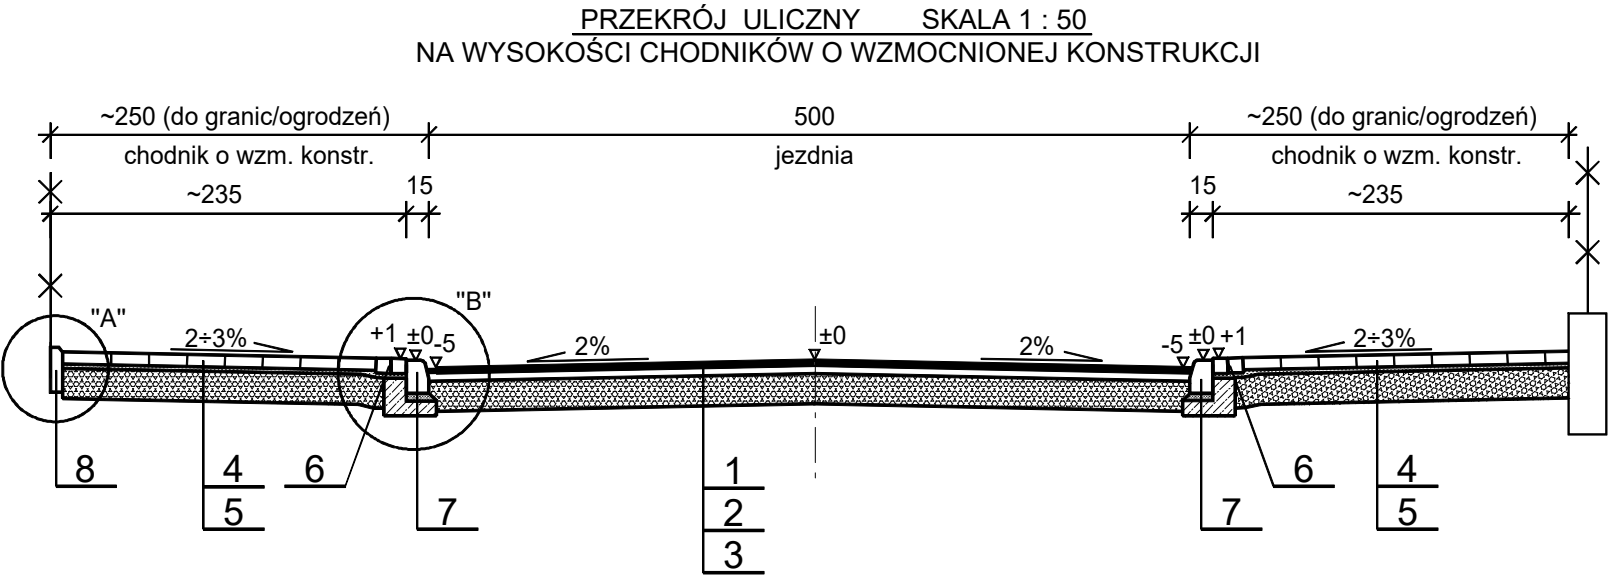 PRZEKRÓJ ULICZNY SKALA 1 : 50
NA WYSOKOŚCI CHODNIKÓW O WZMOCNIONEJ KONSTRUKCJI
~250 (do granic/ogrodzeń) 500 ~250 (do granic/ogrodzeń)
chodnik o wzm. konstr. jezdnia chodnik o wzm. konstr.
~235 15 15 ~235
"A" "B"
2÷3% +1 ±0 -5 2% ±0 2% -5 ±0 +1 2÷3%
8 4 6 1 6 4
5 7 2 7 5
3